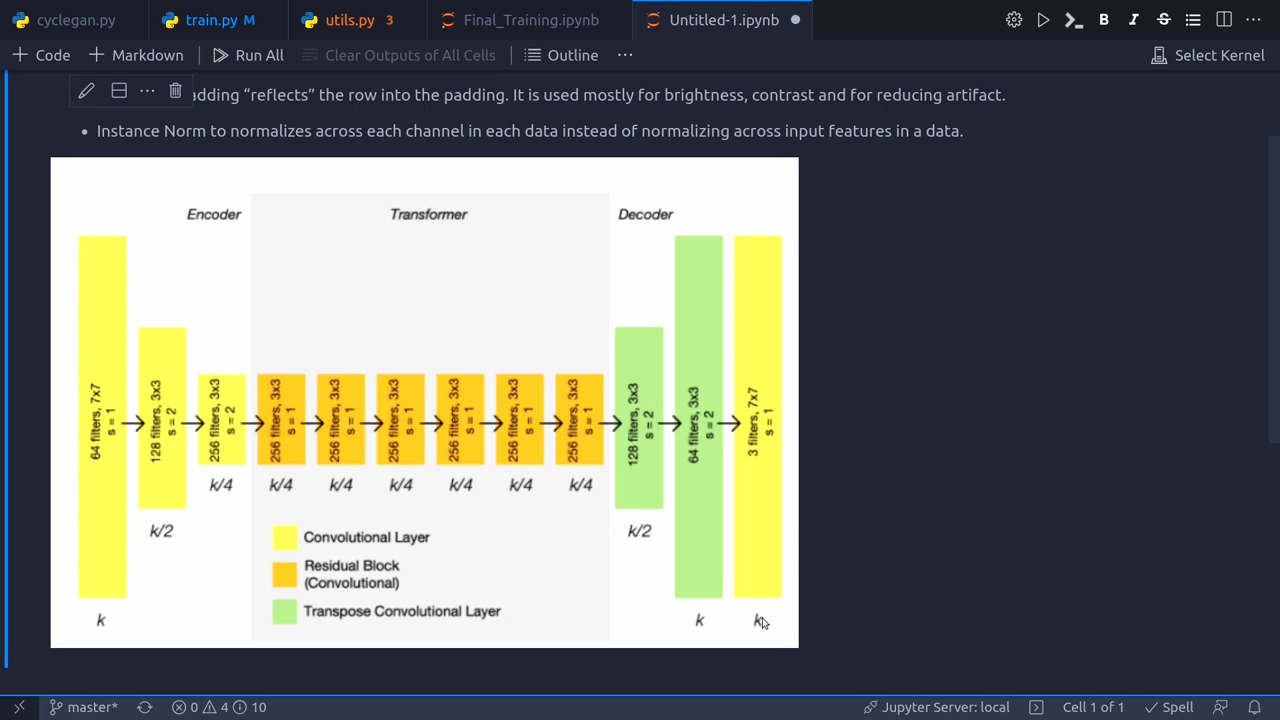 cyclegan.py train.py M utils.py 3 Final_Training.ipynb Untitled-1.ipynb
Code Markdown Run All Clear Outputs of All Cells Outline Select Kernel
adding “reflects” the row into the padding. It is used mostly for brightness, contrast and for reducing artifact.
Instance Norm to normalizes across each channel in each data instead of normalizing across input features in a data.
Encoder Transformer Decoder
64 filters, 7x7
s = 1
128 filters, 3x3
s = 2
256 filters, 3x3
s = 2
256 filters, 3x3
s = 1
256 filters, 3x3
s = 1
256 filters, 3x3
s = 1
256 filters, 3x3
s = 1
256 filters, 3x3
s = 1
256 filters, 3x3
s = 1
128 filters, 3x3
s = 2
64 filters, 3x3
s = 2
3 filters, 7x7
s = 1
k/4 k/4 k/4 k/4 k/4 k/4 k/4
k/2 k/2
Convolutional Layer
Residual Block
(Convolutional)
Transpose Convolutional Layer
k k k
master* 0 4 10 Jupyter Server: local Cell 1 of 1 Spell